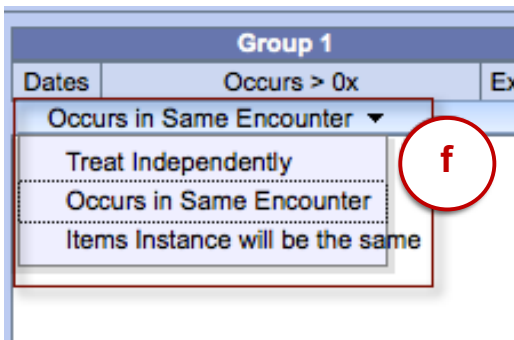 Group 1
Dates Occurs > 0x Ex
Occurs in Same Encounter
f
Treat Independently
Occurs in Same Encounter
Items Instance will be the same